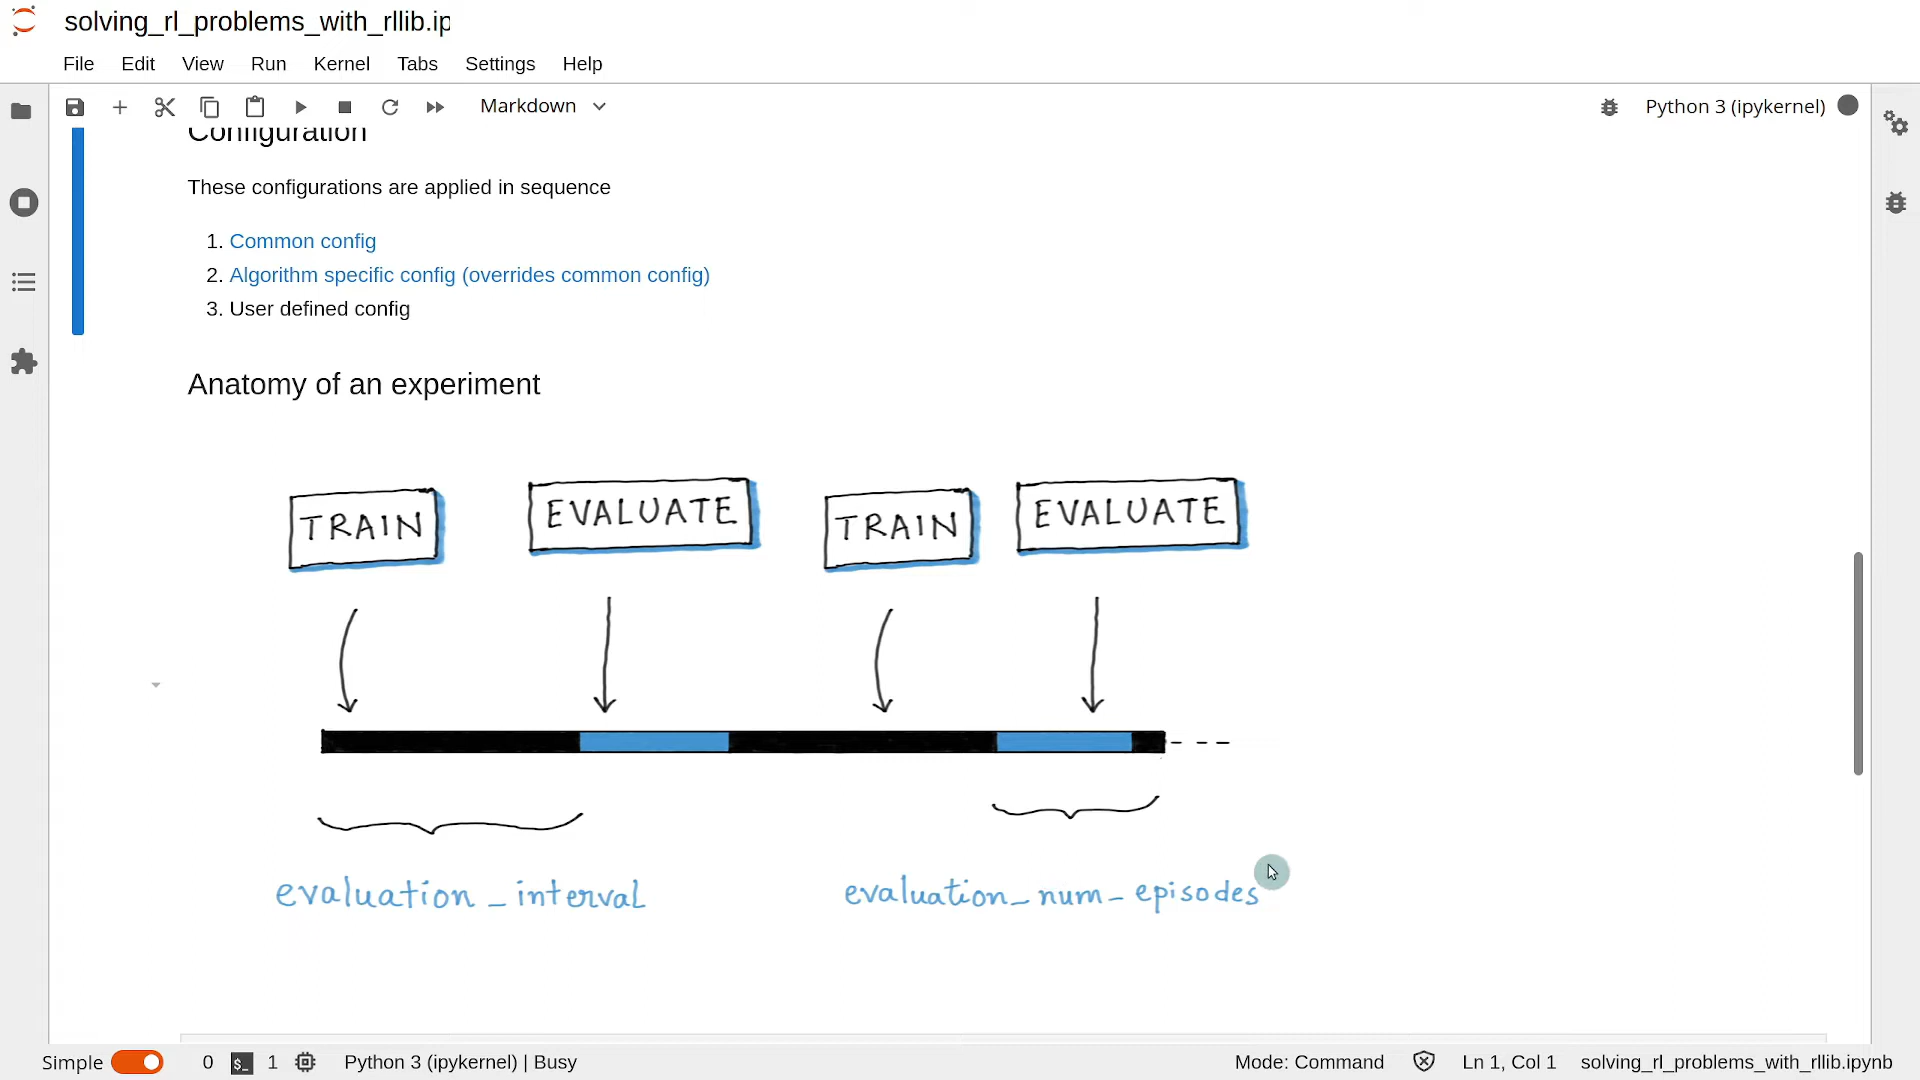 solving_rl_problems_with_rllib.ip
File Edit View Run Kernel Tabs Settings Help
Markdown
Python 3 (ipykernel)
Configuration
These configurations are applied in sequence
1. Common config
2. Algorithm specific config (overrides common config)
3. User defined config
Anatomy of an experiment
TRAIN EVALUATE TRAIN EVALUATE
evaluation_interval evaluation_num_episodes
Simple 0 $_ 1 Python 3 (ipykernel) | Busy Mode: Command Ln 1, Col 1 solving_rl_problems_with_rllib.ipynb